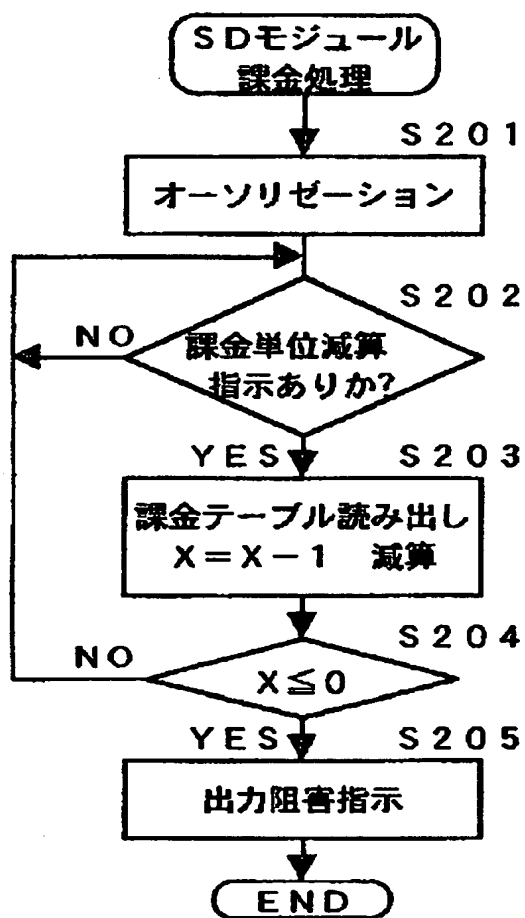 SDモジュール
課金処理
S201
オーソリゼーション
S202
NO
課金単位減算
指示ありか?
YES
S203
課金テーブル読み出し
X=X-1 減算
S204
NO
X≦0
YES
S205
出力阻害指示
END